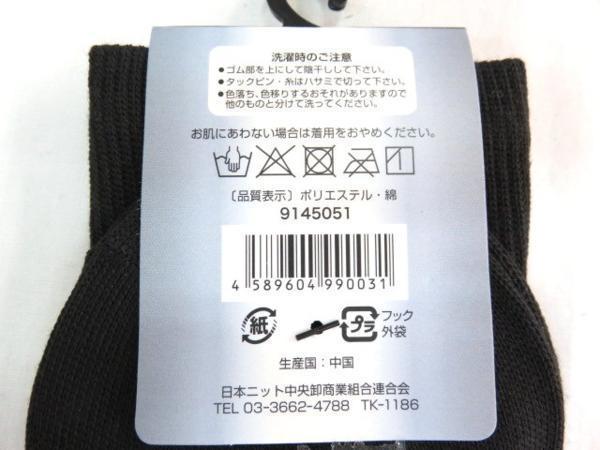 洗濯時のご注意
●ゴム部を上にして陰干しして下さい。
●タックピン・糸はハサミで切って下さい。
●色落ち、色移りするおそれがありますので
他のものと分けて洗ってください。
お肌にあわない場合は着用をおやめください。
〔品質表示〕ポリエステル・綿
9145051
4 589604 990031
紙
プラ
フック
外袋
生産国：中国
日本ニット中央卸商業組合連合会
TEL 03-3662-4788 TK-1186